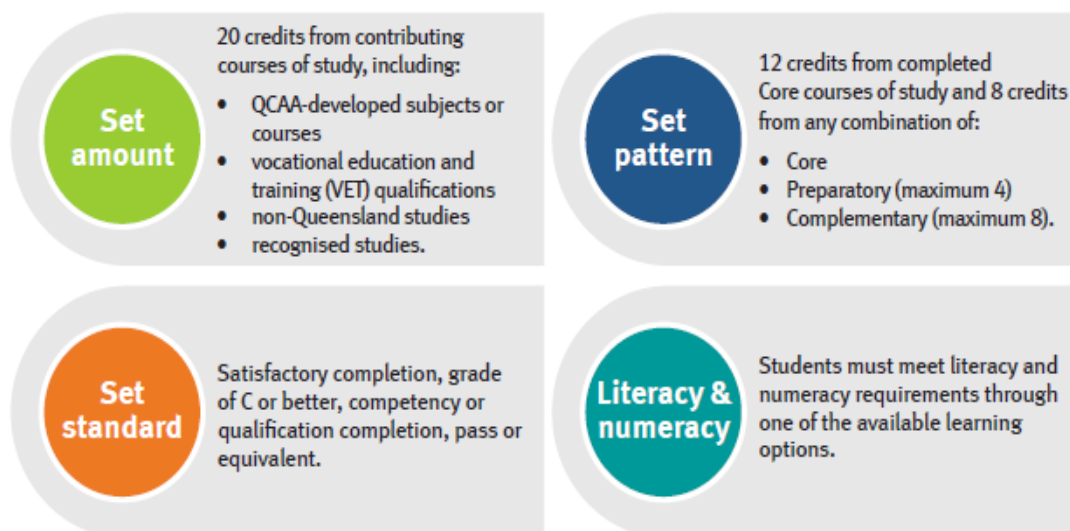 Set
amount
20 credits from contributing
courses of study, including:
• QCAA-developed subjects or
courses
• vocational education and
training (VET) qualifications
• non-Queensland studies
• recognised studies.
Set
pattern
12 credits from completed
Core courses of study and 8 credits
from any combination of:
• Core
• Preparatory (maximum 4)
• Complementary (maximum 8).
Set
standard
Satisfactory completion, grade
of C or better, competency or
qualification completion, pass or
equivalent.
Literacy &
numeracy
Students must meet literacy and
numeracy requirements through
one of the available learning
options.